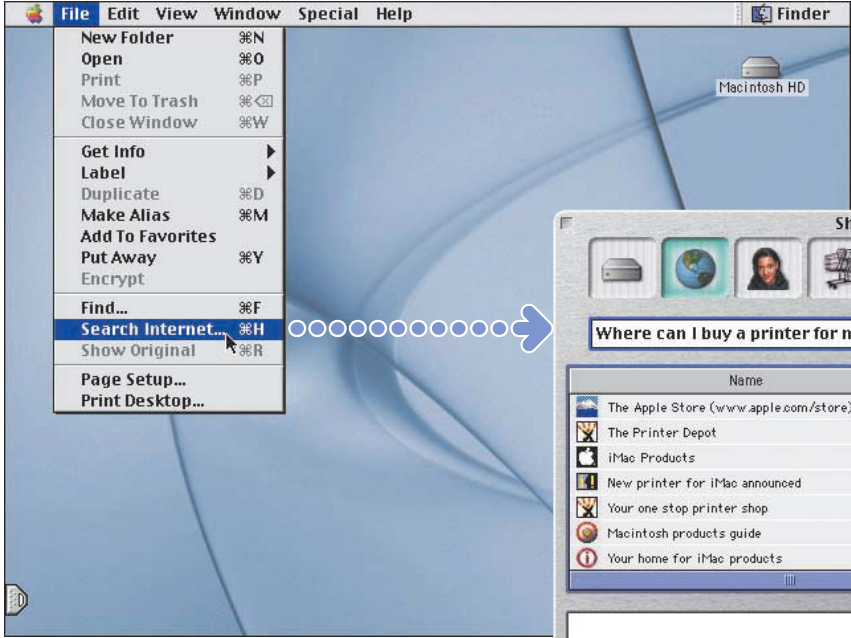 File Edit View Window Special Help Finder
New Folder ⌘N
Open ⌘O
Print ⌘P
Move To Trash ⌘⌫
Close Window ⌘W
Get Info
Label
Duplicate ⌘D
Make Alias ⌘M
Add To Favorites
Put Away ⌘Y
Encrypt
Find... ⌘F
Search Internet... ⌘H
Show Original ⌘R
Page Setup...
Print Desktop...
Macintosh HD
Sh
Where can I buy a printer for m
Name
The Apple Store (www.apple.com/store)
The Printer Depot
iMac Products
New printer for iMac announced
Your one stop printer shop
Macintosh products guide
Your home for iMac products